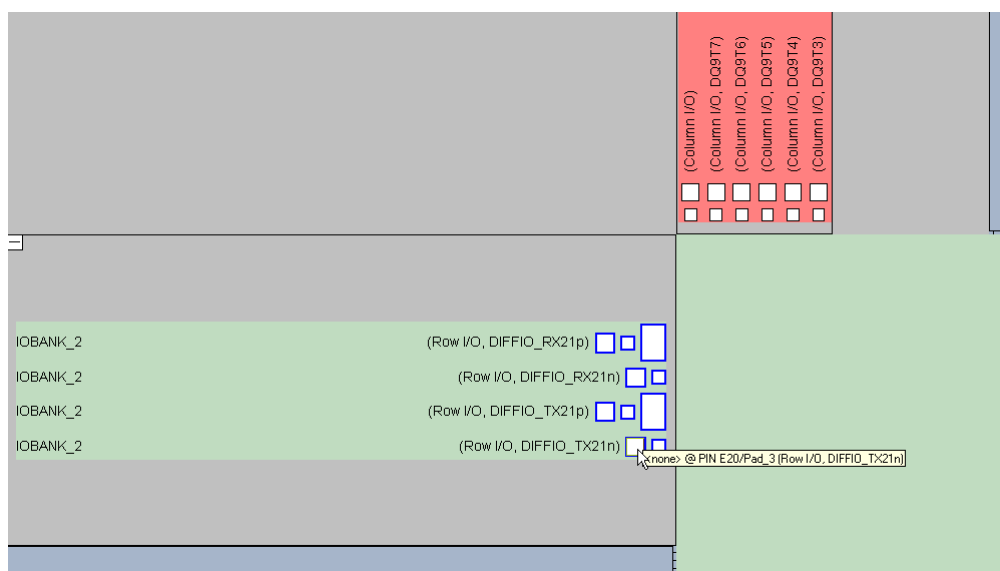 (Column I/O)
(Column I/O, DQ9T7)
(Column I/O, DQ9T6)
(Column I/O, DQ9T5)
(Column I/O, DQ9T4)
(Column I/O, DQ9T3)
IOBANK_2 (Row I/O, DIFFIO_RX21p)
IOBANK_2 (Row I/O, DIFFIO_RX21n)
IOBANK_2 (Row I/O, DIFFIO_TX21p)
IOBANK_2 (Row I/O, DIFFIO_TX21n)
<none> @ PIN E20/Pad_3 (Row I/O, DIFFIO_TX21n)